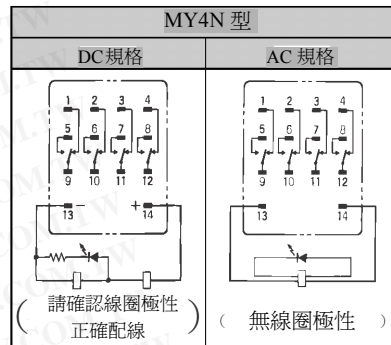 MY4N 型
DC規格 AC 規格
1 2 3 4 1 2 3 4
5 6 7 8 5 6 7 8
9 10 11 12 9 10 11 12
13 − + 14 13 14
( 請確認線圈極性 ) ( 無線圈極性 )
正確配線